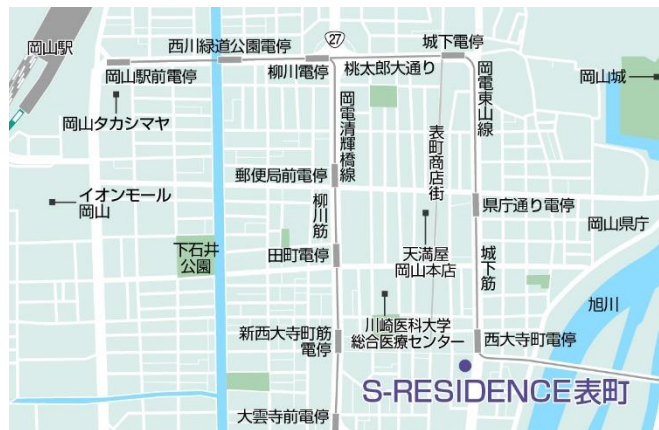 岡山駅
西川緑道公園電停
27
城下電停
岡山駅前電停
柳川電停
桃太郎大通り
岡山城
岡山タカシマヤ
岡電清輝橋線
岡電東山線
表町商店街
郵便局前電停
イオンモール
岡山
柳川筋
県庁通り電停
岡山県庁
下石井
公園
田町電停
天満屋
岡山本店
城下筋
旭川
新西大寺町筋
電停
川崎医科大学
総合医療センター
西大寺町電停
S-RESIDENCE表町
大雲寺前電停